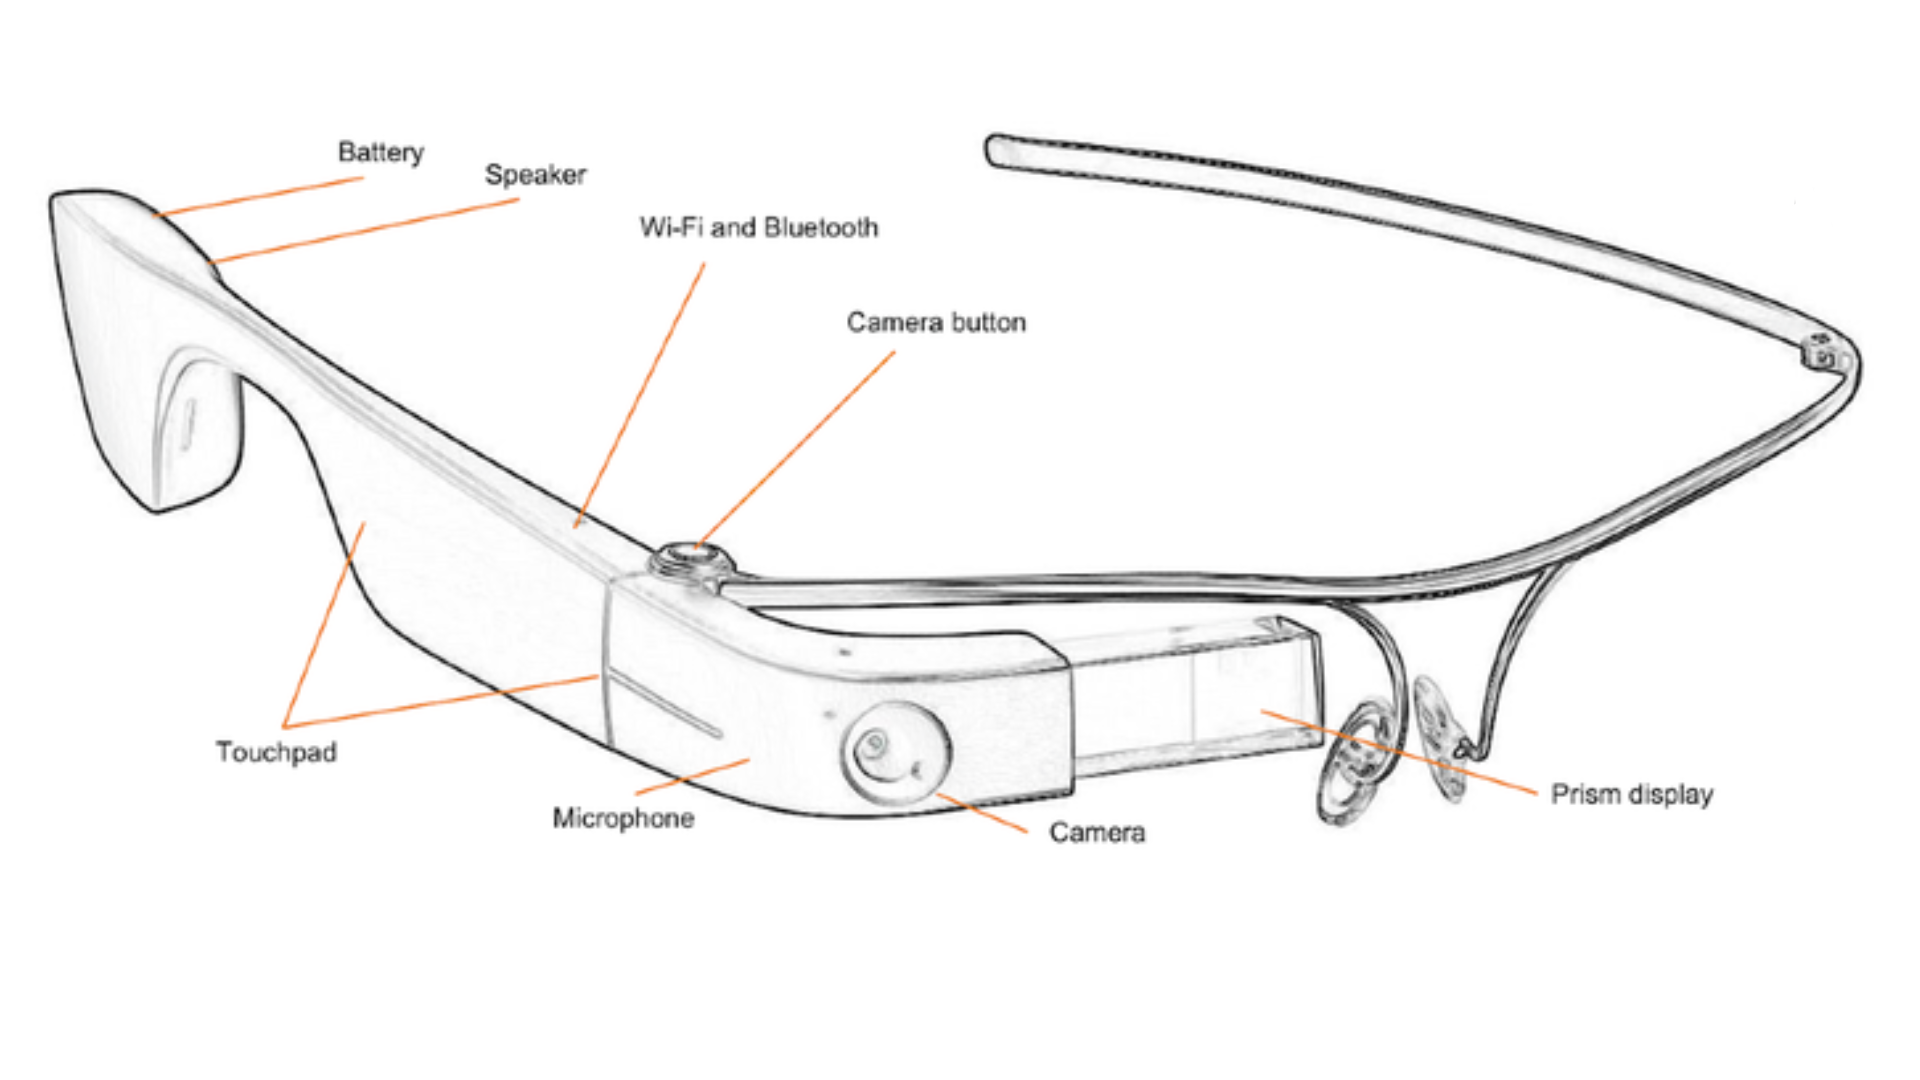 Battery
Speaker
Wi-Fi and Bluetooth
Camera button
Touchpad
Microphone
Camera
Prism display